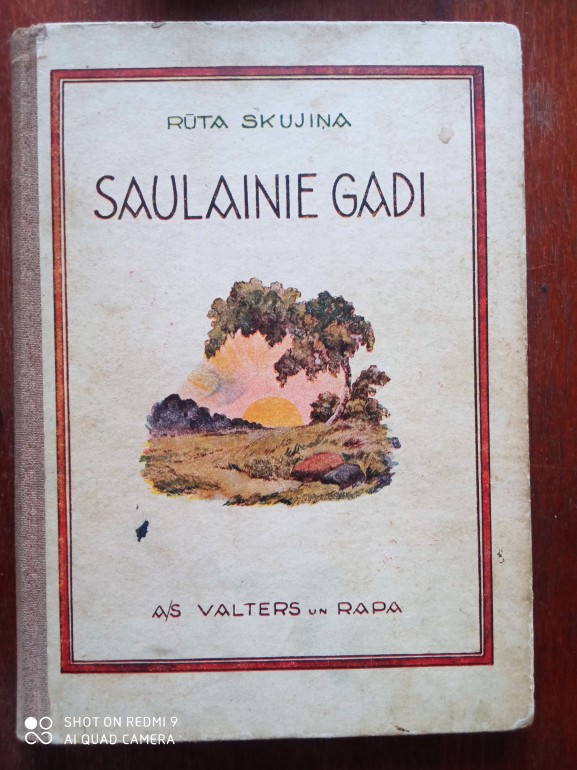 RŪTA SKUJIŅA
SAULAINIE GADI
A/S VALTERS UN RAPA
SHOT ON REDMI 9
AI QUAD CAMERA